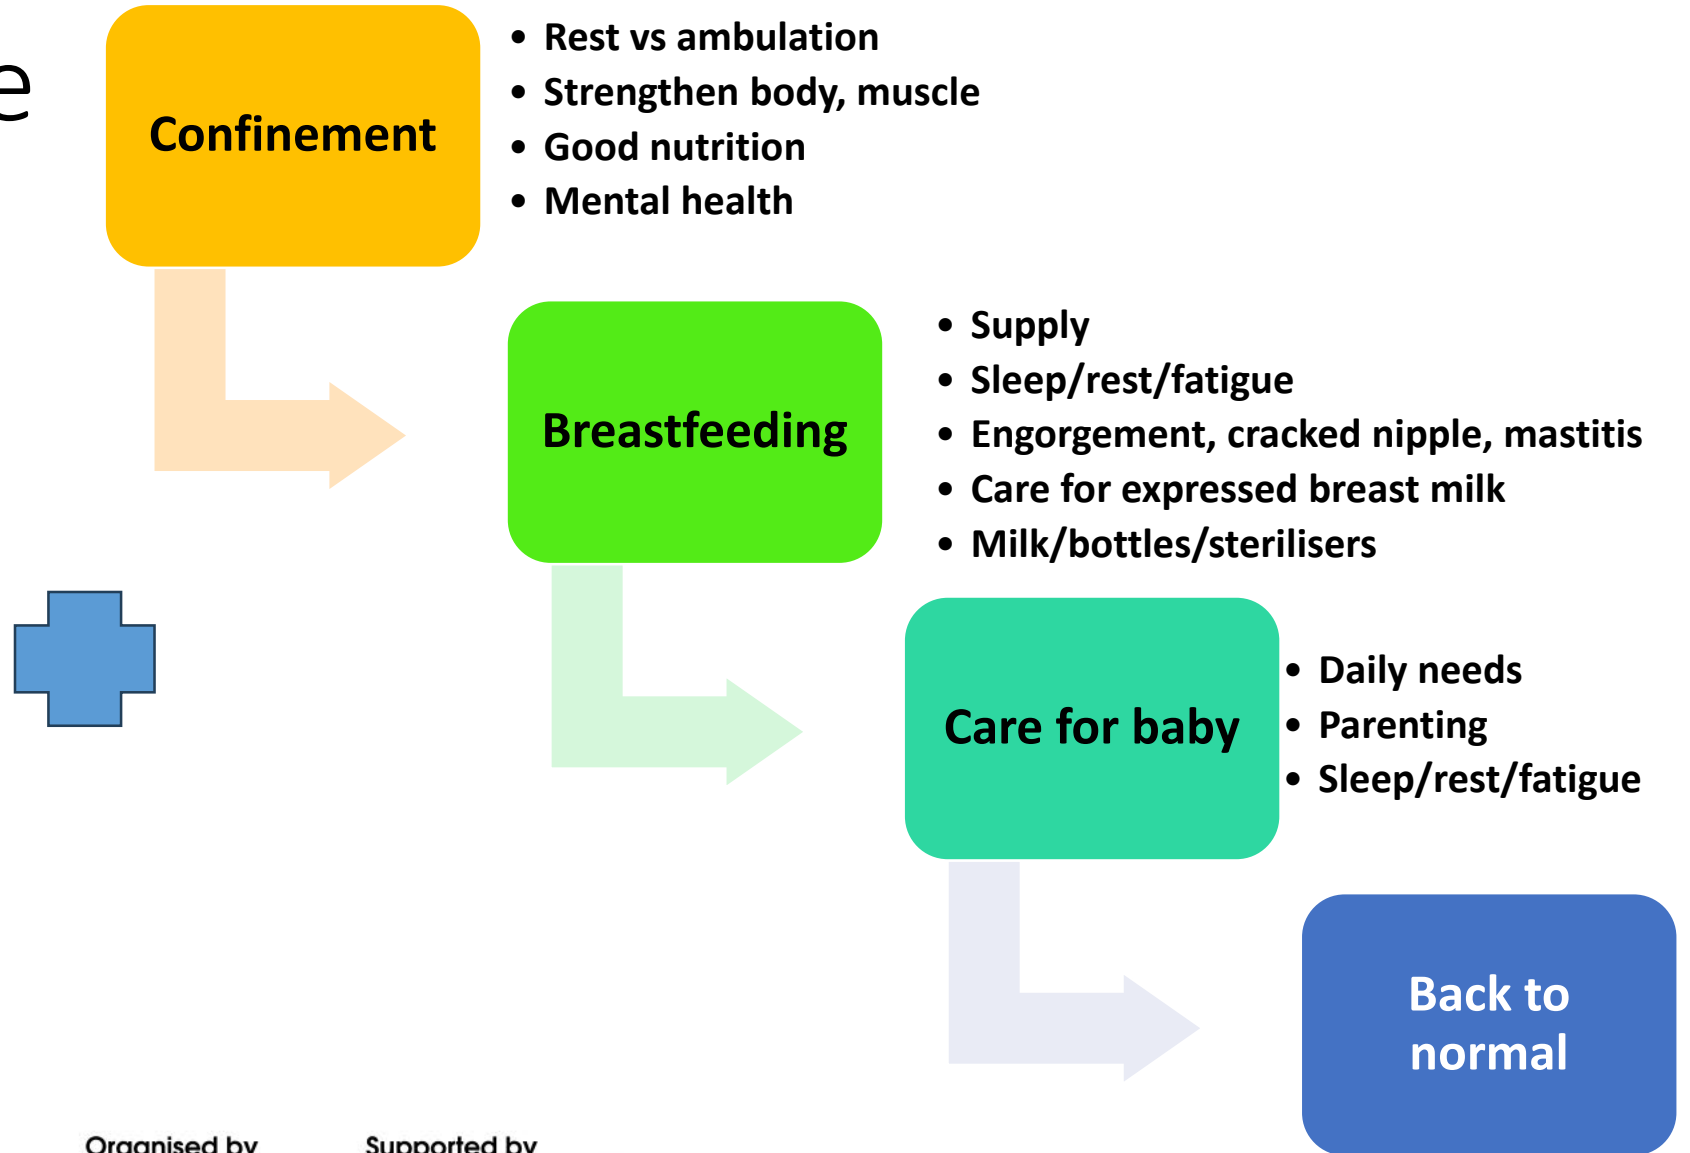 e
Confinement
• Rest vs ambulation
• Strengthen body, muscle
• Good nutrition
• Mental health
Breastfeeding
• Supply
• Sleep/rest/fatigue
• Engorgement, cracked nipple, mastitis
• Care for expressed breast milk
• Milk/bottles/sterilisers
Care for baby
• Daily needs
• Parenting
• Sleep/rest/fatigue
Back to
normal
Organised by
Supported by